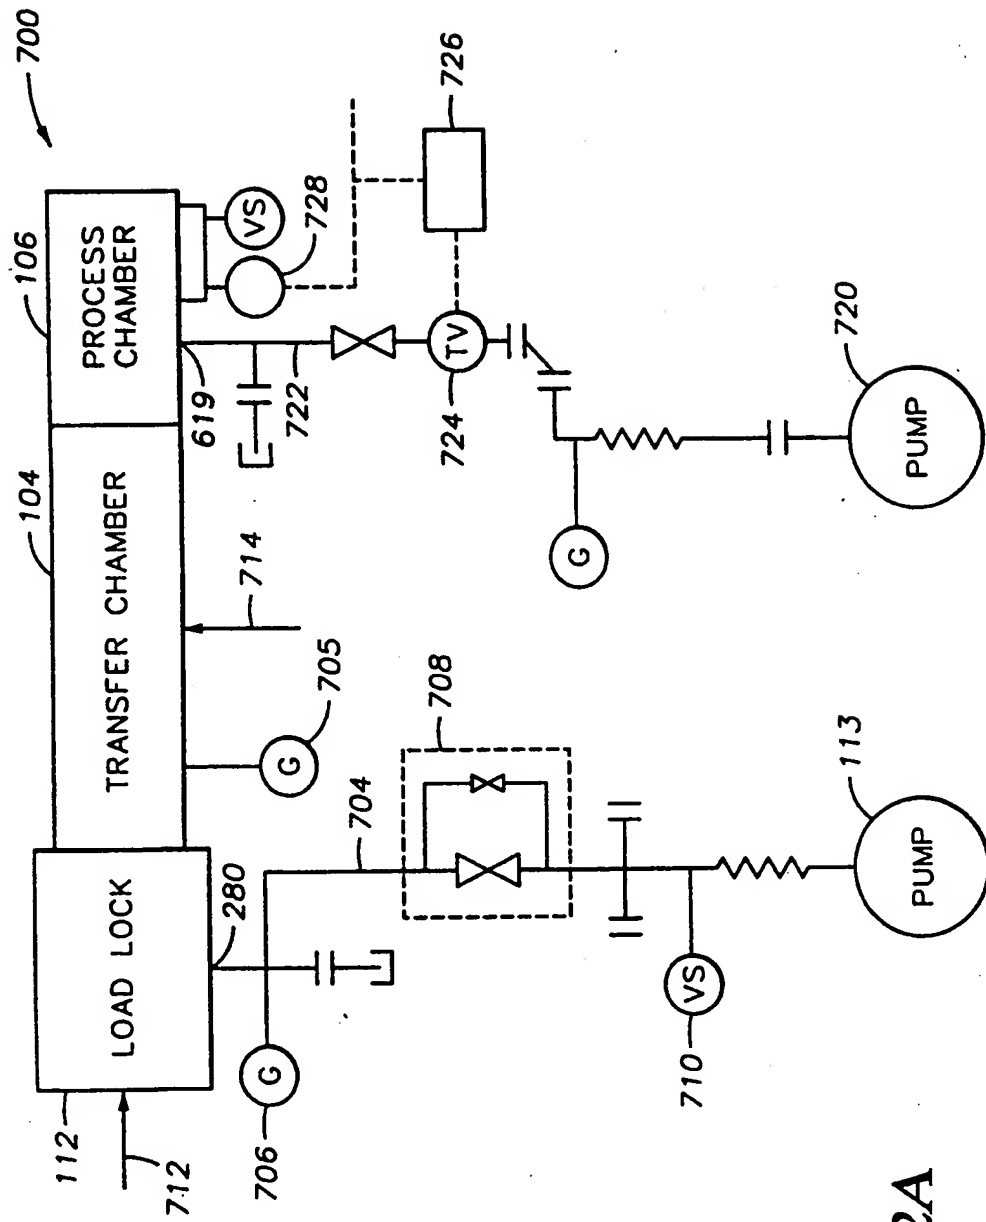 700
106
PROCESS
CHAMBER
VS
728
726
619
722
TV
724
720
PUMP
G
104
TRANSFER CHAMBER
714
G
705
708
704
113
PUMP
LOAD LOCK
280
112
712
G
706
VS
710
2A